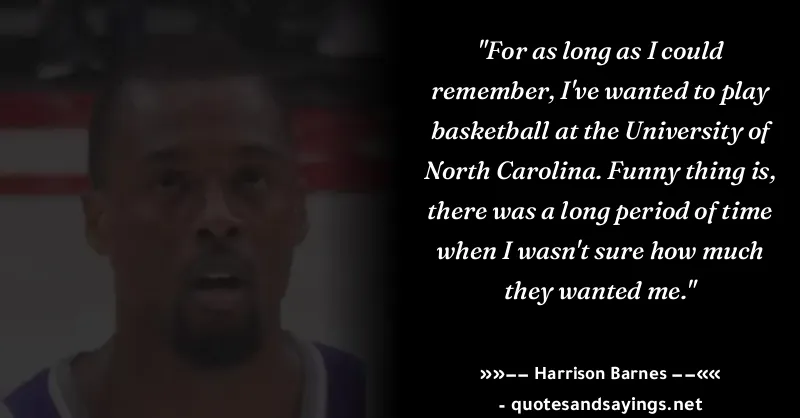 "For as long as I could
remember, I've wanted to play
basketball at the University of
North Carolina. Funny thing is,
there was a long period of time
when I wasn't sure how much
they wanted me."
»»−− Harrison Barnes −−««
- quotesandsayings.net